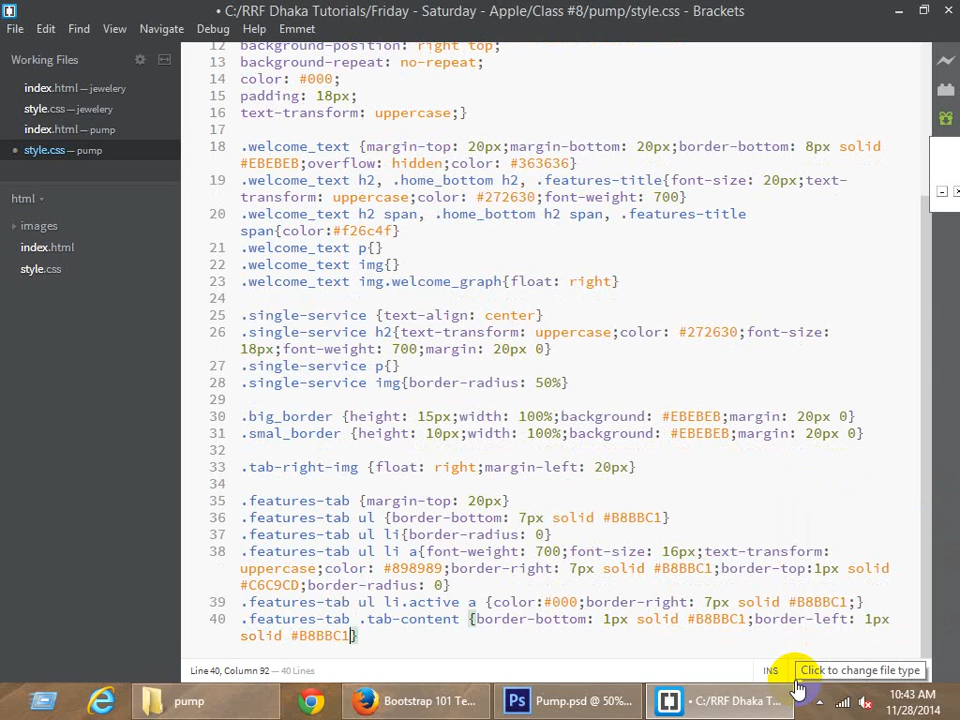 • C:/RRF Dhaka Tutorials/Friday - Saturday - Apple/Class #8/pump/style.css - Brackets
File Edit Find View Navigate Debug Help Emmet
Working Files
index.html — jewelery
style.css — jewelery
index.html — pump
• style.css — pump
html
images
index.html
style.css
12 background-position: right top;
13 background-repeat: no-repeat;
14 color: #000;
15 padding: 18px;
16 text-transform: uppercase;}
17
18 .welcome_text {margin-top: 20px;margin-bottom: 20px;border-bottom: 8px solid
#EBEBEB;overflow: hidden;color: #363636}
19 .welcome_text h2, .home_bottom h2, .features-title{font-size: 20px;text-
transform: uppercase;color: #272630;font-weight: 700}
20 .welcome_text h2 span, .home_bottom h2 span, .features-title
span{color:#f26c4f}
21 .welcome_text p{}
22 .welcome_text img{}
23 .welcome_text img.welcome_graph{float: right}
24
25 .single-service {text-align: center}
26 .single-service h2{text-transform: uppercase;color: #272630;font-size:
18px;font-weight: 700;margin: 20px 0}
27 .single-service p{}
28 .single-service img{border-radius: 50%}
29
30 .big_border {height: 15px;width: 100%;background: #EBEBEB;margin: 20px 0}
31 .smal_border {height: 10px;width: 100%;background: #EBEBEB;margin: 20px 0}
32
33 .tab-right-img {float: right;margin-left: 20px}
34
35 .features-tab {margin-top: 20px}
36 .features-tab ul {border-bottom: 7px solid #B8BBC1}
37 .features-tab ul li{border-radius: 0}
38 .features-tab ul li a{font-weight: 700;font-size: 16px;text-transform:
uppercase;color: #898989;border-right: 7px solid #B8BBC1;border-top:1px solid
#C6C9CD;border-radius: 0}
39 .features-tab ul li.active a {color:#000;border-right: 7px solid #B8BBC1;}
40 .features-tab .tab-content {border-bottom: 1px solid #B8BBC1;border-left: 1px
solid #B8BBC1}
Line 40, Column 92 — 40 Lines
INS
Click to change file type
pump
Bootstrap 101 Te...
Ps Pump.psd @ 50%...
• C:/RRF Dhaka Tu...
10:43 AM
11/28/2014